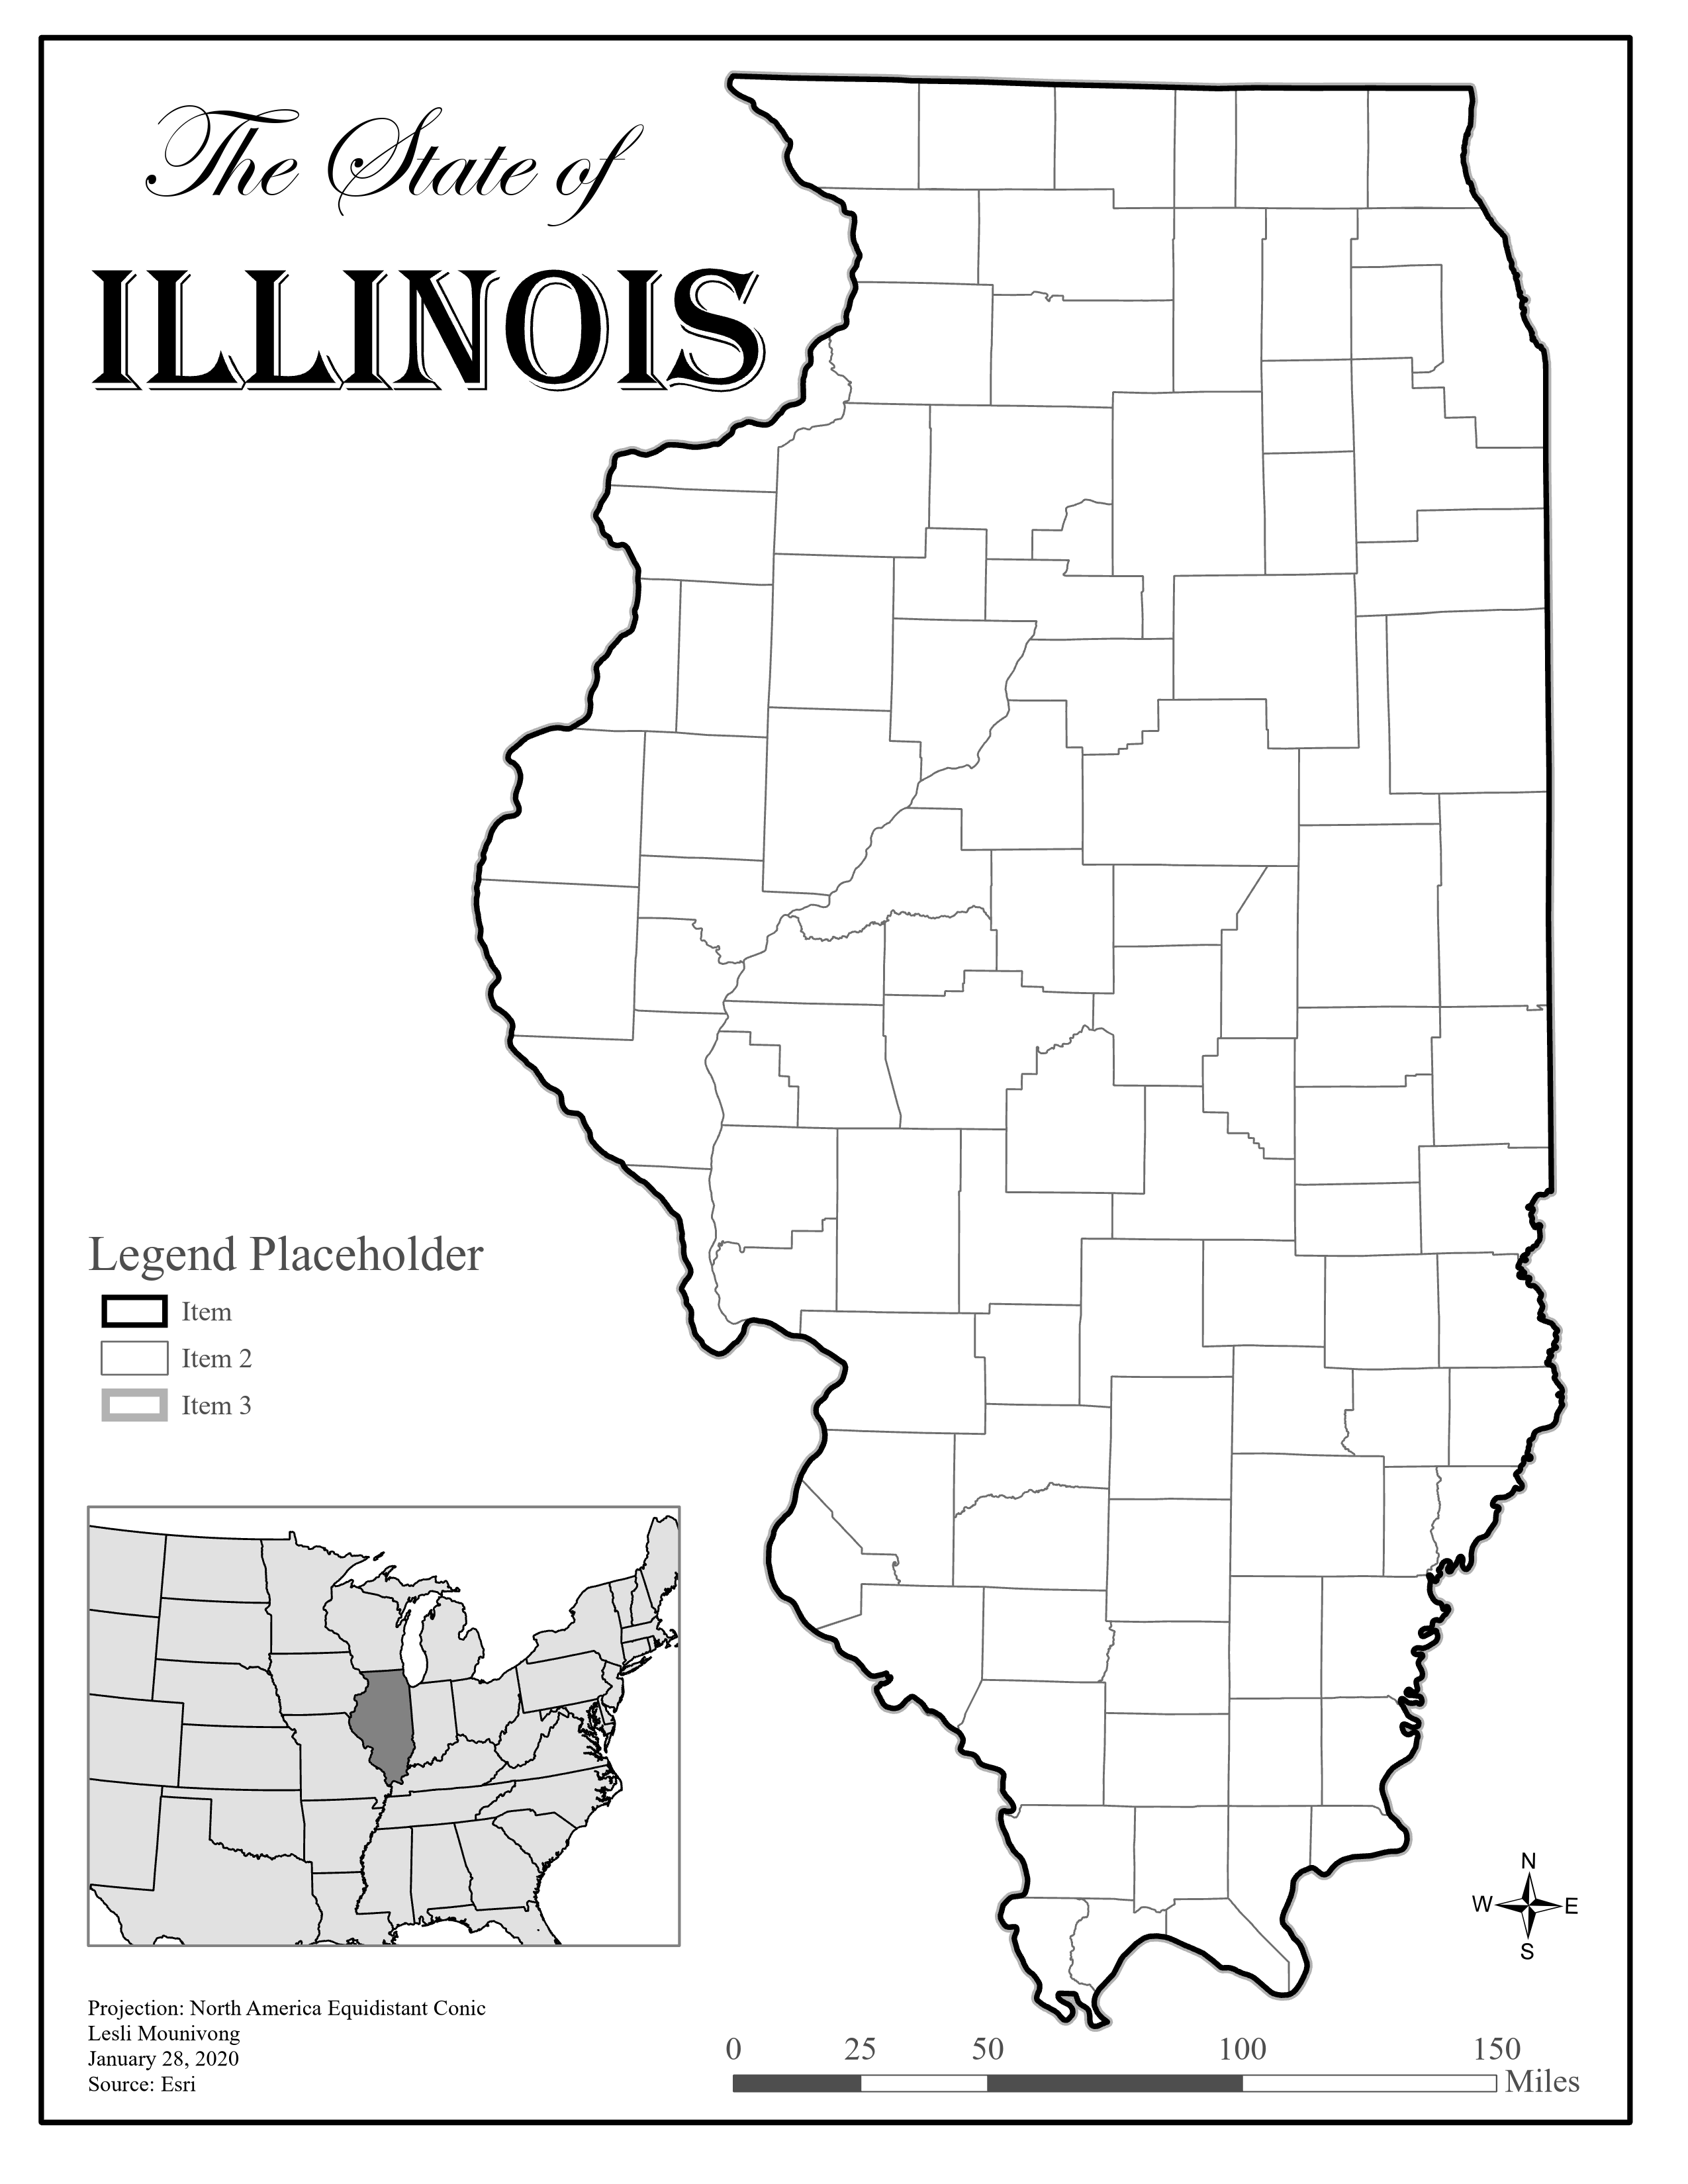 The State of
ILLINOIS
Legend Placeholder
Item
Item 2
Item 3
N
W E
S
Projection: North America Equidistant Conic
Lesli Mounivong
January 28, 2020
Source: Esri
0 25 50 100 150
Miles